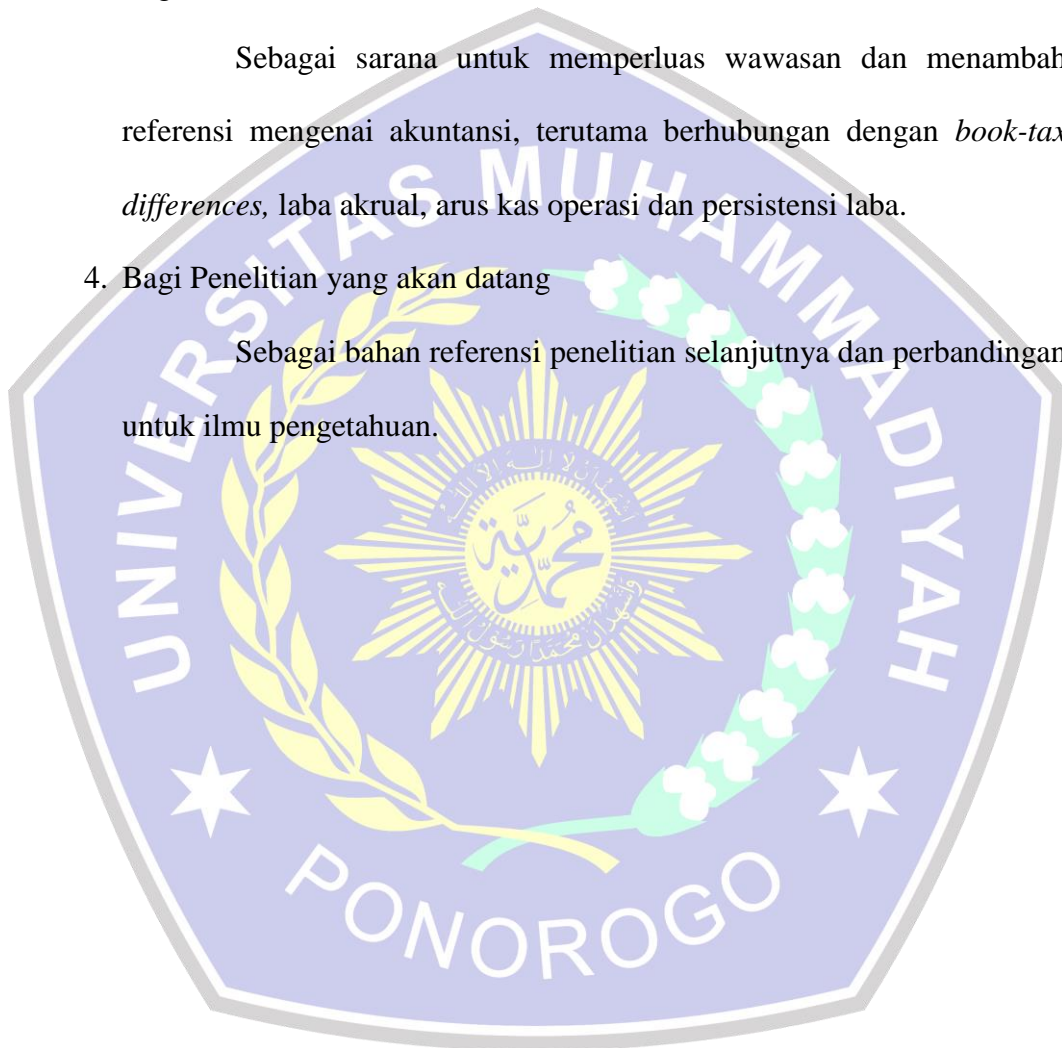 Sebagai sarana untuk memperluas wawasan dan menambah
referensi mengenai akuntansi, terutama berhubungan dengan book-tax
differences, laba akrual, arus kas operasi dan persistensi laba.
4. Bagi Penelitian yang akan datang
Sebagai bahan referensi penelitian selanjutnya dan perbandingan
untuk ilmu pengetahuan.
UNIVERSITAS MUHAMMADIYAH
محمدية
PONOROGO